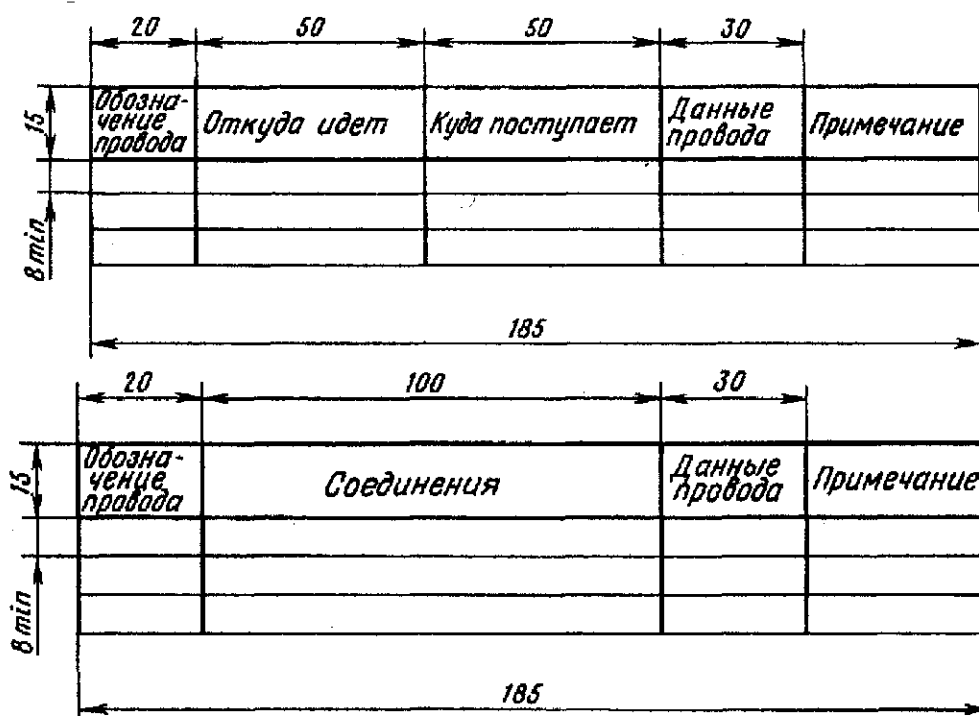 20 50 50 30
Обозна-
чение
провода
Откуда идет
Куда поступает
Данные
провода
Примечание
15
8 min
185
20 100 30
Обозна-
чение
провода
Соединения
Данные
провода
Примечание
15
8 min
185